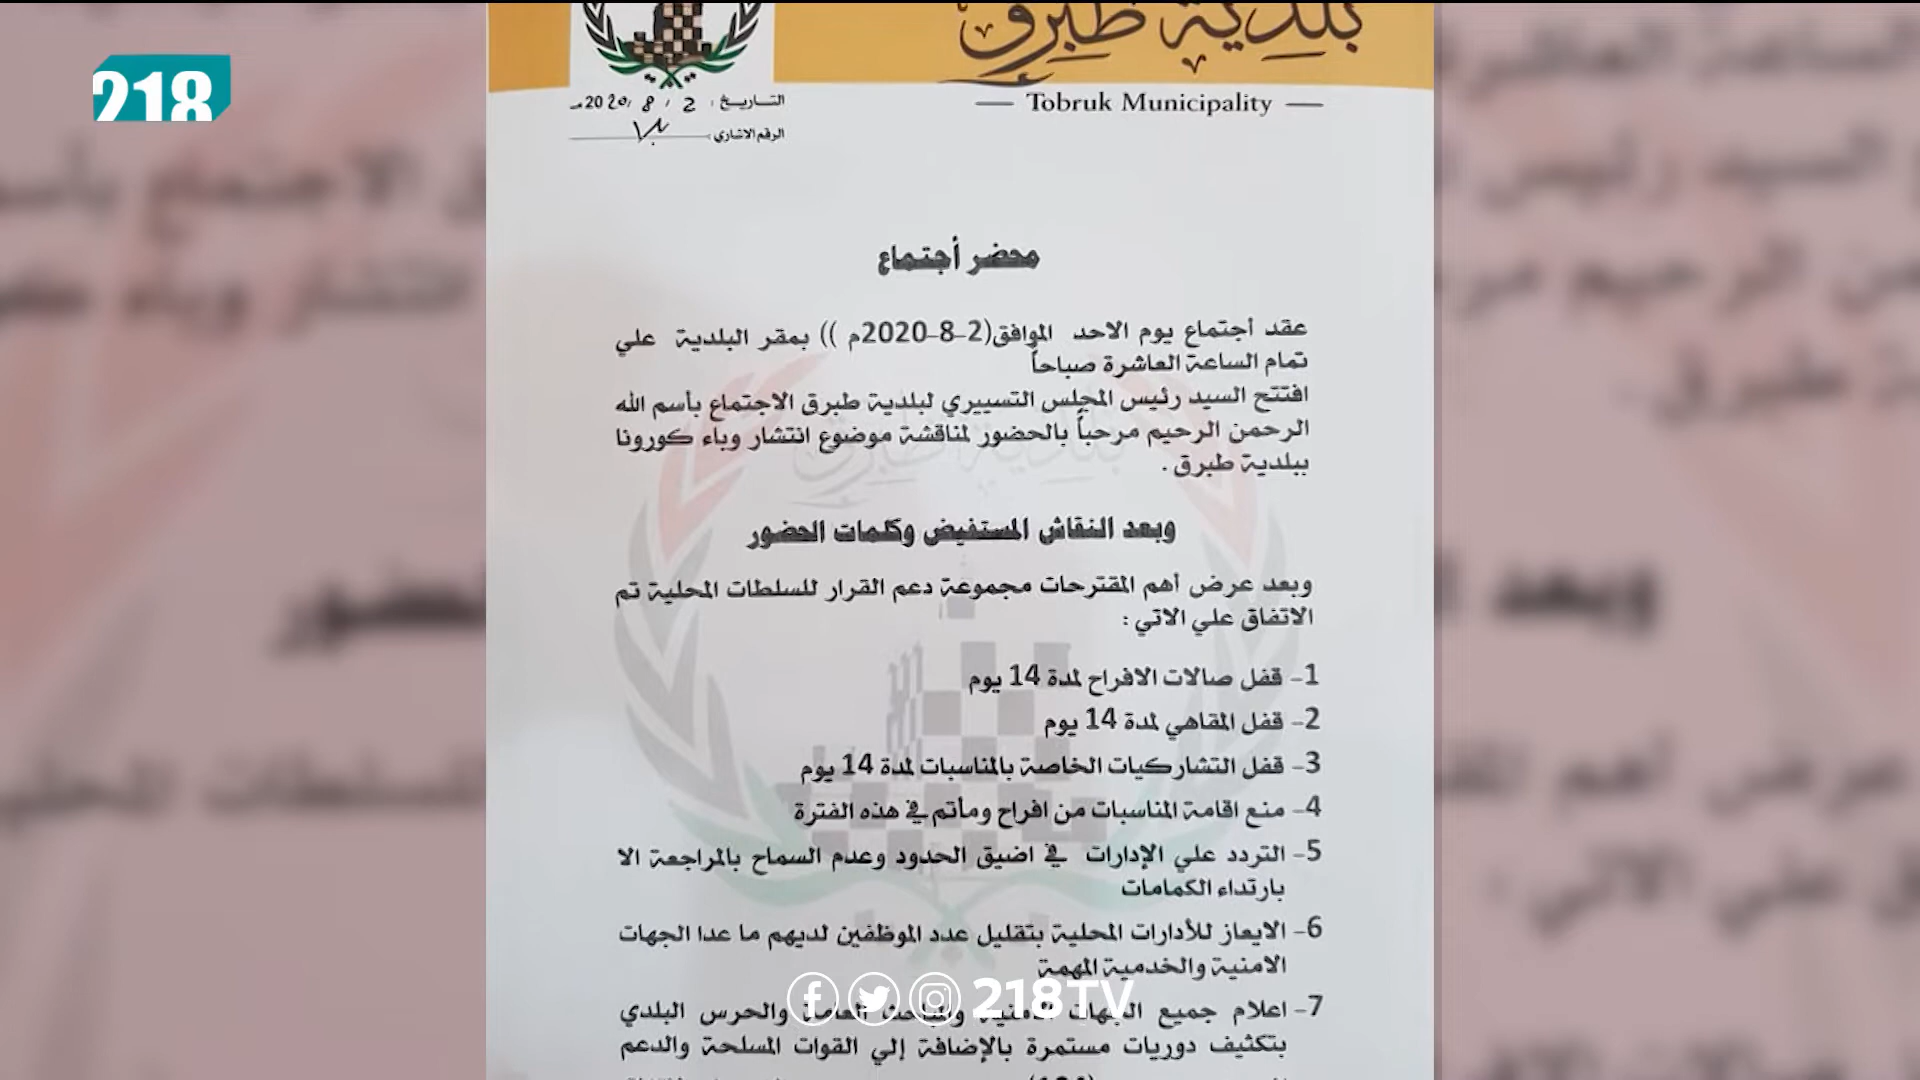 218
بلدية طبرق
Tobruk Municipality
التاريخ : 2 / 8 / 2020م
الرقم الاشاري :
محضر أجتماع
عقد أجتماع يوم الاحد الموافق(2-8-2020م )) بمقر البلدية علي
تمام الساعة العاشرة صباحاً
افتتح السيد رئيس المجلس التسييري لبلدية طبرق الاجتماع بأسم الله
الرحمن الرحيم مرحباً بالحضور لمناقشة موضوع انتشار وباء كورونا
ببلدية طبرق .
وبعد النقاش المستفيض وكلمات الحضور
وبعد عرض أهم المقترحات مجموعة دعم القرار للسلطات المحلية تم
الاتفاق علي الاتي :
1- قفل صالات الافراح لمدة 14 يوم
2- قفل المقاهي لمدة 14 يوم
3- قفل التشاركيات الخاصة بالمناسبات لمدة 14 يوم
4- منع اقامة المناسبات من افراح ومأتم في هذه الفترة
5- التردد علي الإدارات في اضيق الحدود وعدم السماح بالمراجعة الا
بارتداء الكمامات
6- الايعاز للأدارات المحلية بتقليل عدد الموظفين لديهم ما عدا الجهات
الامنية والخدمية المهمة
7- اعلام جميع الجهات الامنية والمباحث العامة والحرس البلدي
بتكثيف دوريات مستمرة بالإضافة إلي القوات المسلحة والدعم
218TV